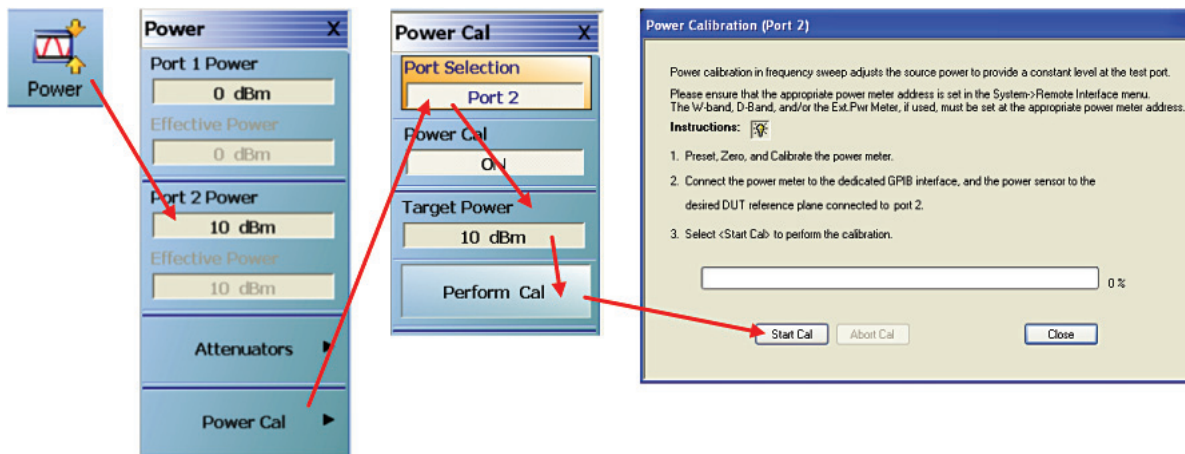 Power
Power X
Port 1 Power
0 dBm
Effective Power
0 dBm
Port 2 Power
10 dBm
Effective Power
10 dBm
Attenuators
Power Cal
Power Cal X
Port Selection
Port 2
Power Cal
ON
Target Power
10 dBm
Perform Cal
Power Calibration (Port 2)
Power calibration in frequency sweep adjusts the source power to provide a constant level at the test port.
Please ensure that the appropriate power meter address is set in the System->Remote Interface menu.
The W-band, D-Band, and/or the Ext.Pwr Meter, if used, must be set at the appropriate power meter address.
Instructions:
1. Preset, Zero, and Calibrate the power meter.
2. Connect the power meter to the dedicated GPIB interface, and the power sensor to the
desired DUT reference plane connected to port 2.
3. Select <Start Cal> to perform the calibration.
0 %
Start Cal Abort Cal Close